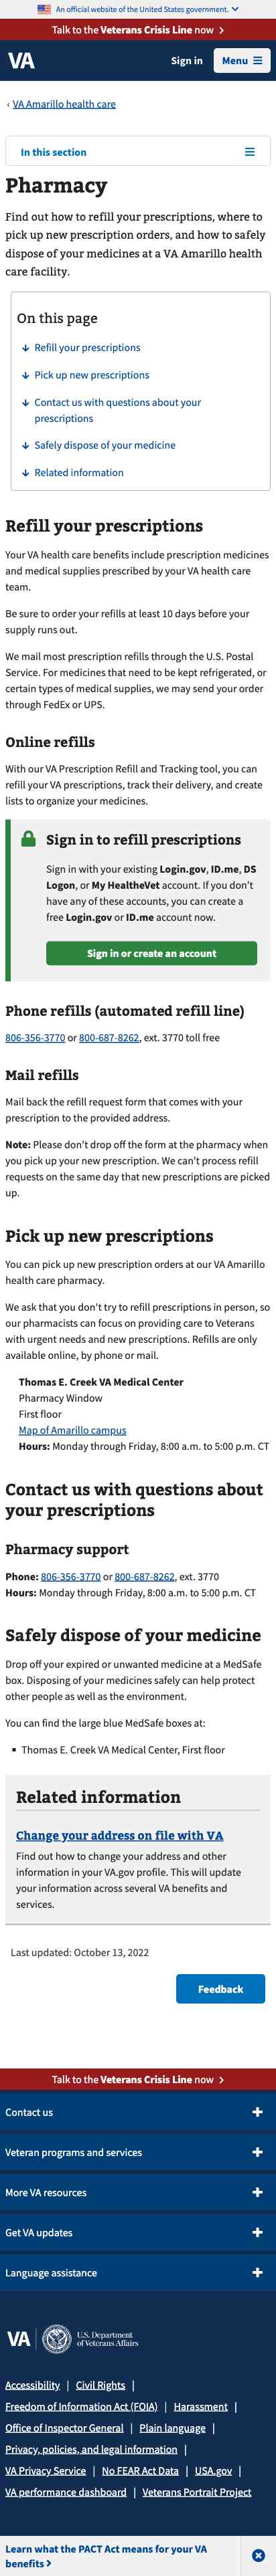 An official website of the United States government.
Talk to the Veterans Crisis Line now
VA
Sign in
Menu
‹ VA Amarillo health care
In this section
Pharmacy
Find out how to refill your prescriptions, where to
pick up new prescription orders, and how to safely
dispose of your medicines at a VA Amarillo health
care facility.
On this page
Refill your prescriptions
Pick up new prescriptions
Contact us with questions about your
prescriptions
Safely dispose of your medicine
Related information
Refill your prescriptions
Your VA health care benefits include prescription medicines
and medical supplies prescribed by your VA health care
team.
Be sure to order your refills at least 10 days before your
supply runs out.
We mail most prescription refills through the U.S. Postal
Service. For medicines that need to be kept refrigerated, or
certain types of medical supplies, we may send your order
through FedEx or UPS.
Online refills
With our VA Prescription Refill and Tracking tool, you can
refill your VA prescriptions, track their delivery, and create
lists to organize your medicines.
Sign in to refill prescriptions
Sign in with your existing Login.gov, ID.me, DS
Logon, or My HealtheVet account. If you don’t
have any of these accounts, you can create a
free Login.gov or ID.me account now.
Sign in or create an account
Phone refills (automated refill line)
806-356-3770 or 800-687-8262, ext. 3770 toll free
Mail refills
Mail back the refill request form that comes with your
prescription to the provided address.
Note: Please don't drop off the form at the pharmacy when
you pick up your new prescription. We can't process refill
requests on the same day that new prescriptions are picked
up.
Pick up new prescriptions
You can pick up new prescription orders at our VA Amarillo
health care pharmacy.
We ask that you don't try to refill prescriptions in person, so
our pharmacists can focus on providing care to Veterans
with urgent needs and new prescriptions. Refills are only
available online, by phone or mail.
Thomas E. Creek VA Medical Center
Pharmacy Window
First floor
Map of Amarillo campus
Hours: Monday through Friday, 8:00 a.m. to 5:00 p.m. CT
Contact us with questions about
your prescriptions
Pharmacy support
Phone: 806-356-3770 or 800-687-8262, ext. 3770
Hours: Monday through Friday, 8:00 a.m. to 5:00 p.m. CT
Safely dispose of your medicine
Drop off your expired or unwanted medicine at a MedSafe
box. Disposing of your medicines safely can help protect
other people as well as the environment.
You can find the large blue MedSafe boxes at:
▪ Thomas E. Creek VA Medical Center, First floor
Related information
Change your address on file with VA
Find out how to change your address and other
information in your VA.gov profile. This will update
your information across several VA benefits and
services.
Last updated: October 13, 2022
Feedback
Talk to the Veterans Crisis Line now
Contact us
Veteran programs and services
More VA resources
Get VA updates
Language assistance
VA
U.S. Department
of Veterans Affairs
Accessibility | Civil Rights |
Freedom of Information Act (FOIA) | Harassment |
Office of Inspector General | Plain language |
Privacy, policies, and legal information |
VA Privacy Service | No FEAR Act Data | USA.gov |
VA performance dashboard | Veterans Portrait Project
Learn what the PACT Act means for your VA
benefits